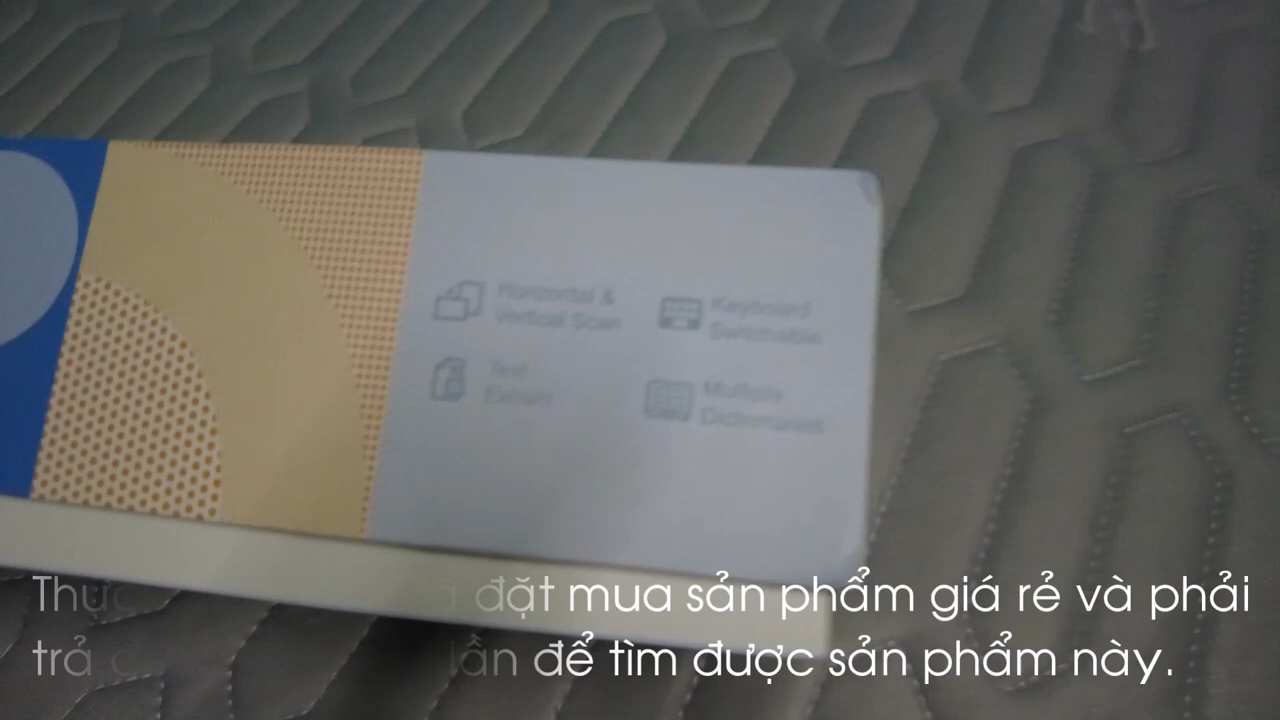 Horizontal &
Vertical Scan
Keyboard
Switchable
Text
Extract
Multiple
Dictionaries
đặt mua sản phẩm giá rẻ và phải
trả lần để tìm được sản phẩm này.